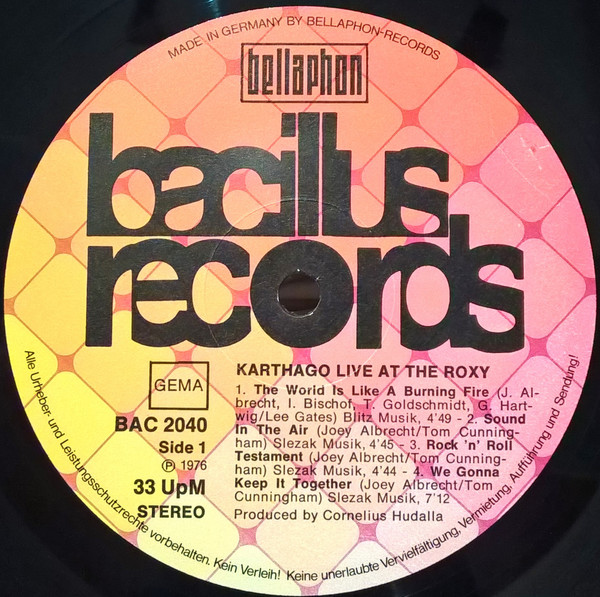 MADE IN GERMANY BY BELLAPHON-RECORDS
bellaphon
bacillus
records
GEMA
BAC 2040
Side 1
Ⓟ 1976
33 UpM
STEREO
KARTHAGO LIVE AT THE ROXY
1. The World Is Like A Burning Fire (J. Al-
brecht, I. Bischof, T. Goldschmidt, G. Hart-
wig/Lee Gates) Blitz Musik, 4'49 - 2. Sound
In The Air (Joey Albrecht/Tom Cunning-
ham) Slezak Musik, 4'45 - 3. Rock 'n' Roll
Testament (Joey Albrecht/Tom Cunning-
ham) Slezak Musik, 4'44 - 4. We Gonna
Keep It Together (Joey Albrecht/Tom
Cunningham) Slezak Musik, 7'12
Produced by Cornelius Hudalla
Alle Urheber- und Leistungsschutzrechte vorbehalten. Kein Verleih! Keine unerlaubte Vervielfältigung, Vermietung, Aufführung und Sendung!